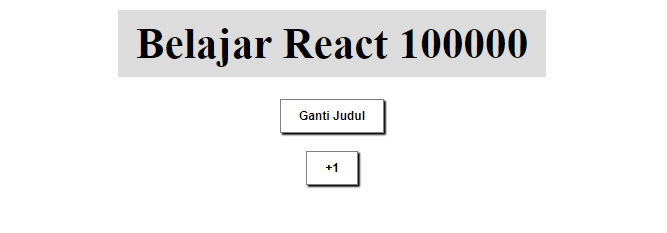 Belajar React 100000
Ganti Judul
+1